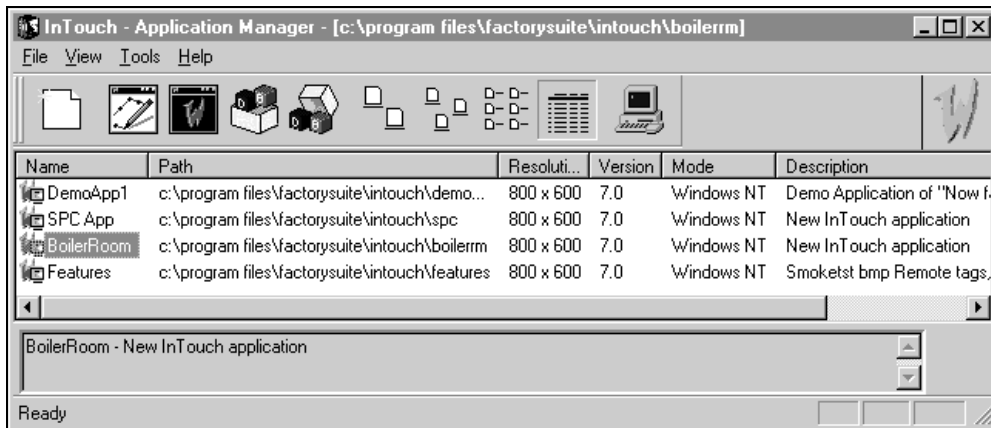 InTouch - Application Manager - [c:\program files\factorysuite\intouch\boilerrm]
File View Tools Help
Name Path Resoluti... Version Mode Description
DemoApp1 c:\program files\factorysuite\intouch\demo... 800 x 600 7.0 Windows NT Demo Application of "Now
SPC App c:\program files\factorysuite\intouch\spc 800 x 600 7.0 Windows NT New InTouch application
BoilerRoom c:\program files\factorysuite\intouch\boilerrm 800 x 600 7.0 Windows NT New InTouch application
Features c:\program files\factorysuite\intouch\features 800 x 600 7.0 Windows NT Smoketst bmp Remote tags,
BoilerRoom - New InTouch application
Ready